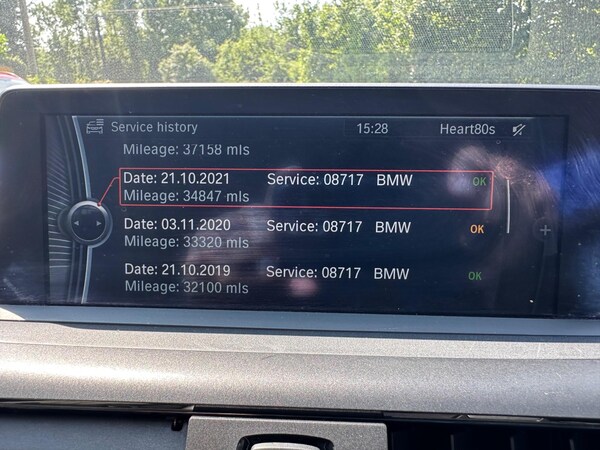 Service history 15:28 Heart80s
Mileage: 37158 mls
Date: 21.10.2021 Service: 08717 BMW OK
Mileage: 34847 mls
Date: 03.11.2020 Service: 08717 BMW OK
Mileage: 33320 mls
Date: 21.10.2019 Service: 08717 BMW OK
Mileage: 32100 mls